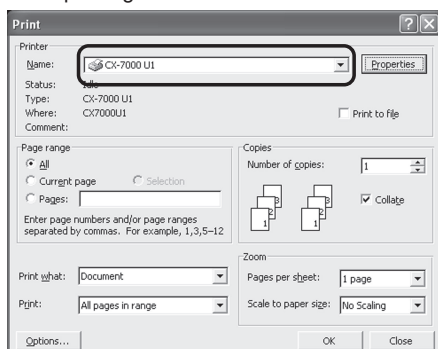 Print
Printer
Name: CX-7000 U1 Properties
Status: Idle
Type: CX-7000 U1
Where: CX7000U1 Print to file
Comment:
Page range
All
Current page Selection
Pages:
Enter page numbers and/or page ranges
separated by commas. For example, 1,3,5–12
Copies
Number of copies: 1
Collate
Print what: Document
Print: All pages in range
Zoom
Pages per sheet: 1 page
Scale to paper size: No Scaling
Options... OK Close